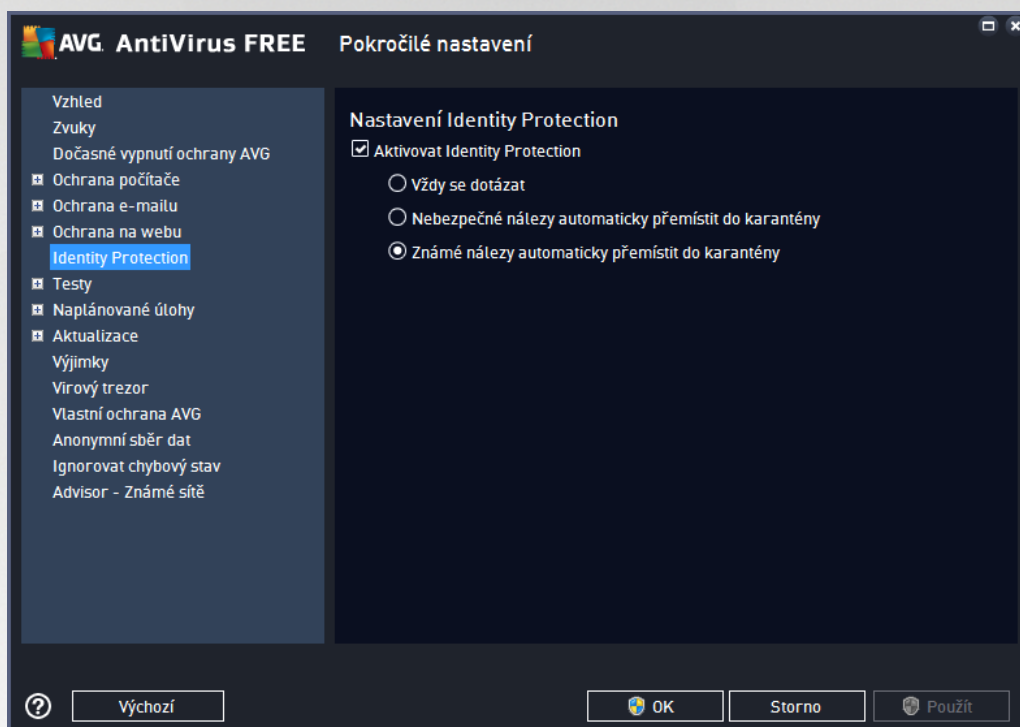 AVG. AntiVirus FREE
Pokročilé nastavení
Vzhled
Zvuky
Dočasné vypnutí ochrany AVG
Ochrana počítače
Ochrana e-mailu
Ochrana na webu
Identity Protection
Testy
Naplánované úlohy
Aktualizace
Výjimky
Virový trezor
Vlastní ochrana AVG
Anonymní sběr dat
Ignorovat chybový stav
Advisor - Známé sítě
Nastavení Identity Protection
Aktivovat Identity Protection
Vždy se dotázat
Nebezpečné nálezy automaticky přemístit do karantény
Známé nálezy automaticky přemístit do karantény
Výchozí
OK
Storno
Použít